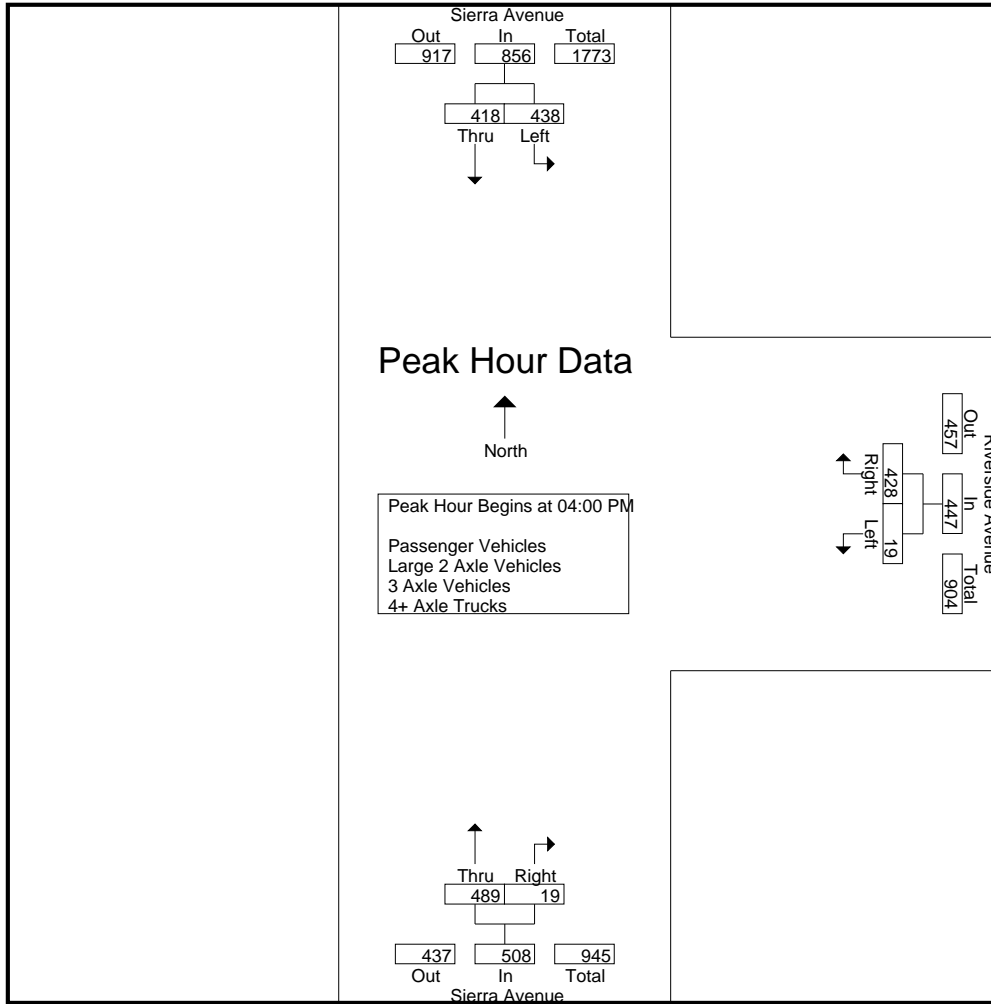 Sierra Avenue
Out In Total
917 856 1773
418 438
Thru Left
Peak Hour Data
North
Peak Hour Begins at 04:00 PM
Passenger Vehicles
Large 2 Axle Vehicles
3 Axle Vehicles
4+ Axle Trucks
Riverside Avenue
Out In Total
457 447 904
428 19
Right Left
Thru Right
489 19
437 508 945
Out In Total
Sierra Avenue